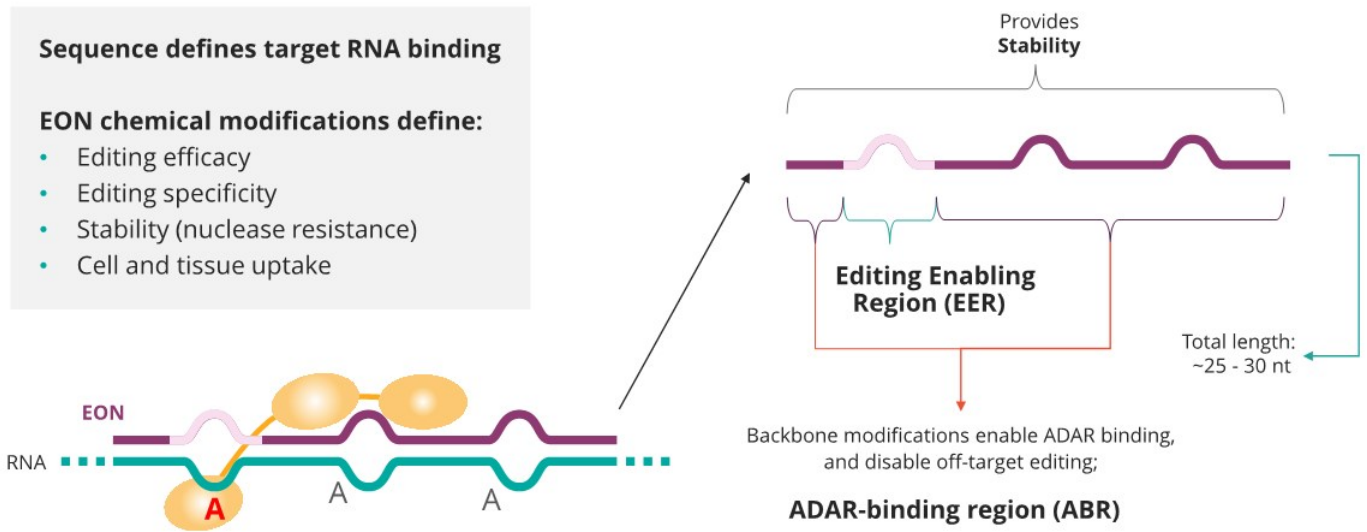 Sequence defines target RNA binding
EON chemical modifications define:
• Editing efficacy
• Editing specificity
• Stability (nuclease resistance)
• Cell and tissue uptake
EON
RNA
A
A
A
Provides
Stability
Editing Enabling
Region (EER)
Total length:
~25 - 30 nt
Backbone modifications enable ADAR binding,
and disable off-target editing;
ADAR-binding region (ABR)